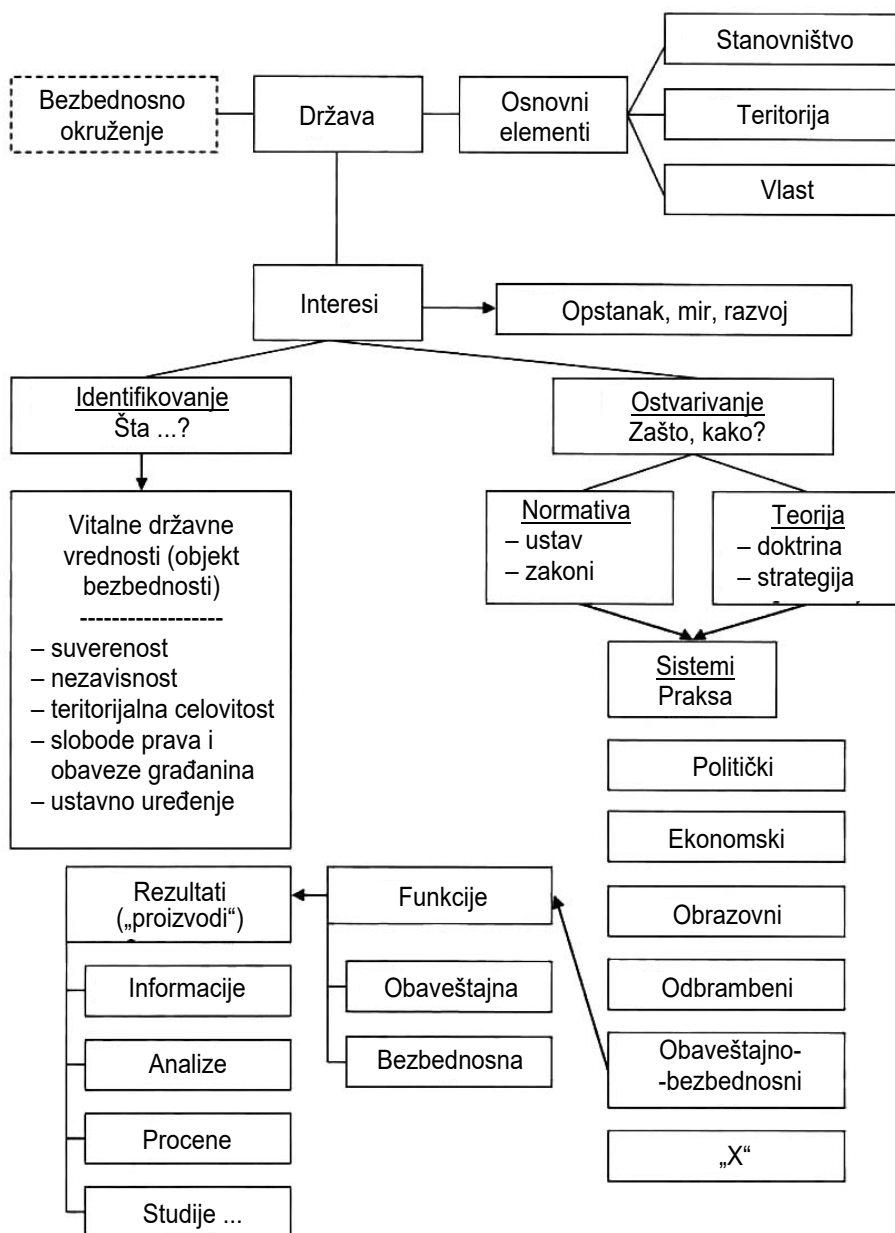 Bezbednosno
okruženje
Država
Osnovni
elementi
Stanovništvo
Teritorija
Vlast
Interesi
Opstanak, mir, razvoj
Identifikovanje
Šta ...?
Ostvarivanje
Zašto, kako?
Vitalne državne
vrednosti (objekt
bezbednosti)
------------------
– suverenost
– nezavisnost
– teritorijalna celovitost
– slobode prava i
obaveze građanina
– ustavno uređenje
Normativa
– ustav
– zakoni
Teorija
– doktrina
– strategija
Sistemi
Praksa
Politički
Ekonomski
Obrazovni
Odbrambeni
Obaveštajno-
-bezbednosni
„X“
Funkcije
Obaveštajna
Bezbednosna
Rezultati
(„proizvodi“)
Informacije
Analize
Procene
Studije ...